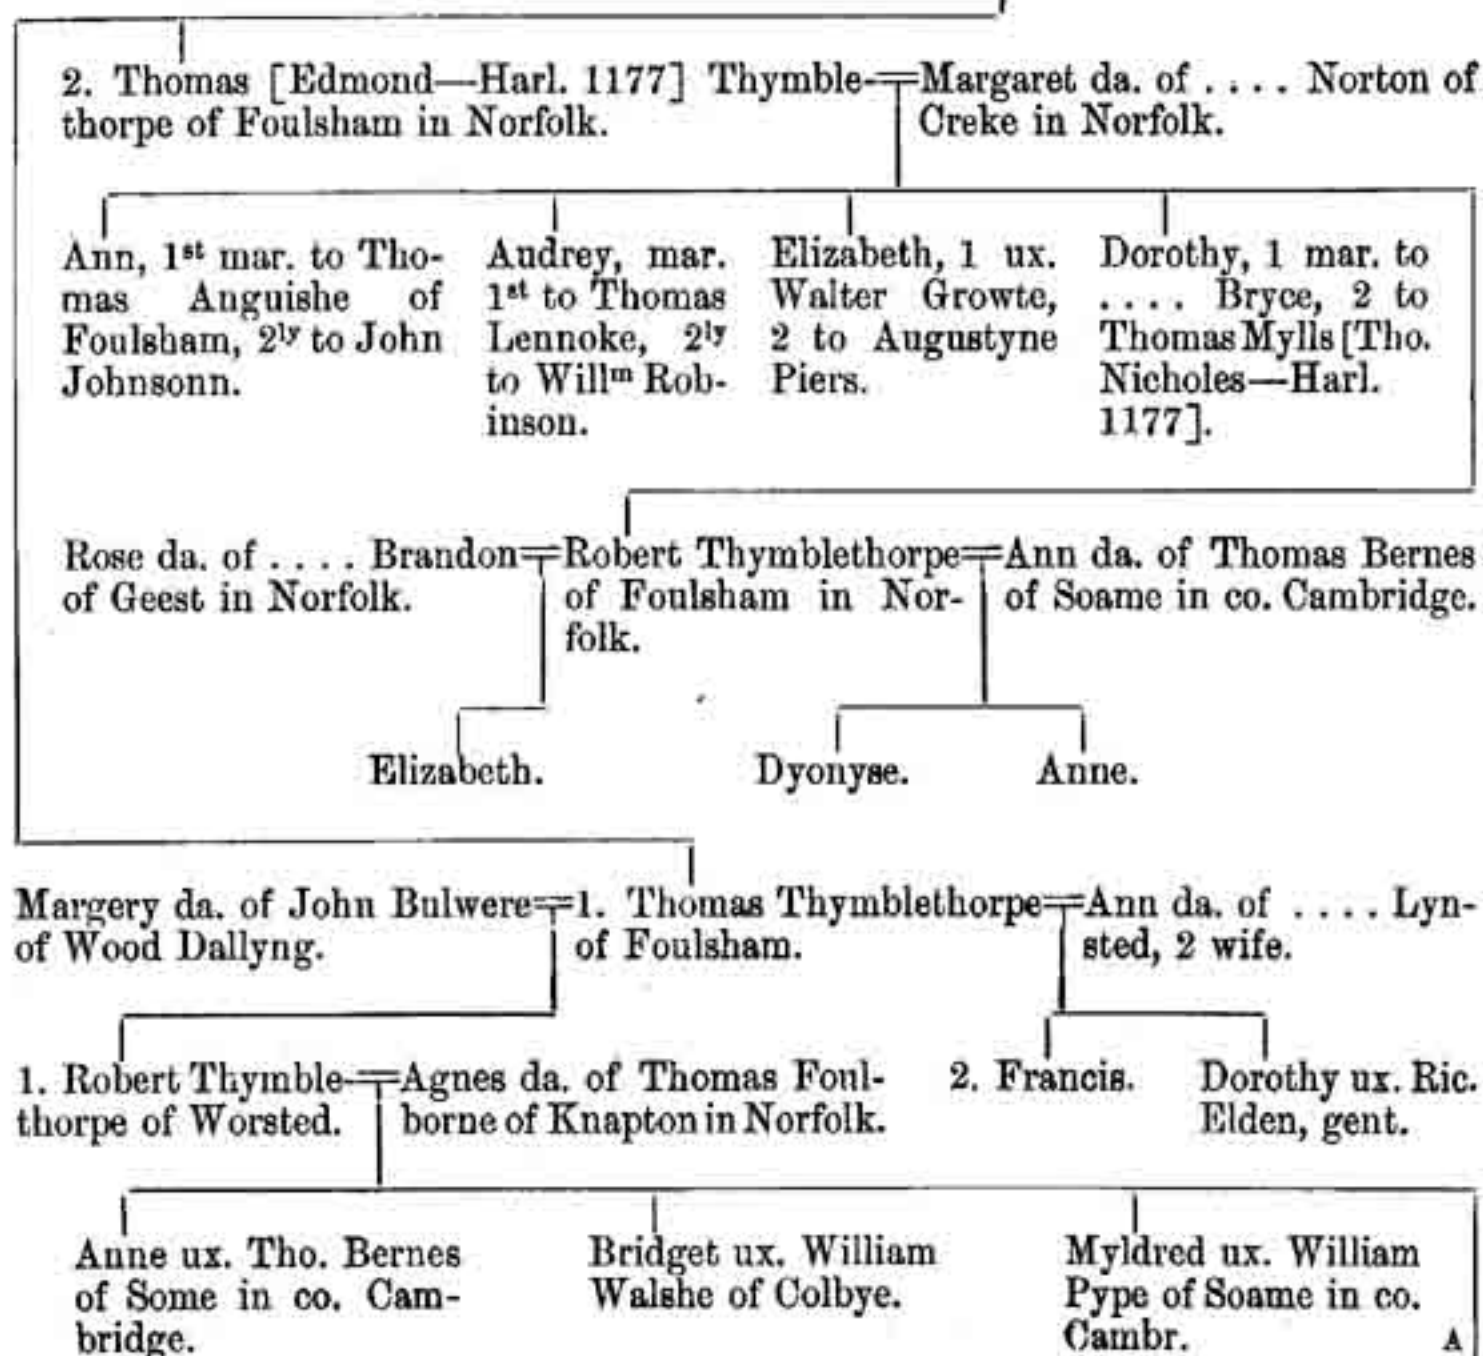 2. Thomas [Edmond—Harl. 1177] Thymble-
thorpe of Foulsham in Norfolk.
Margaret da. of .... Norton of
Creke in Norfolk.
Ann, 1st mar. to Tho-
mas Anguishe of
Foulsham, 2ly to John
Johnsonn.
Audrey, mar.
1st to Thomas
Lennoke, 2ly
to Willm Rob-
inson.
Elizabeth, 1 ux.
Walter Growte,
2 to Augustyne
Piers.
Dorothy, 1 mar. to
.... Bryce, 2 to
Thomas Mylls [Tho.
Nicholes—Harl.
1177].
Rose da. of .... Brandon
of Geest in Norfolk.
Robert Thymblethorpe
of Foulsham in Nor-
folk.
Ann da. of Thomas Bernes
of Soame in co. Cambridge.
Elizabeth.
Dyonyse.
Anne.
Margery da. of John Bulwere
of Wood Dallyng.
1. Thomas Thymblethorpe
of Foulsham.
Ann da. of .... Lyn-
sted, 2 wife.
1. Robert Thymble-
thorpe of Worsted.
Agnes da. of Thomas Foul-
borne of Knapton in Norfolk.
2. Francis.
Dorothy ux. Ric.
Elden, gent.
Anne ux. Tho. Bernes
of Some in co. Cam-
bridge.
Bridget ux. William
Walshe of Colbye.
Myldred ux. William
Pype of Soame in co.
Cambr.
A